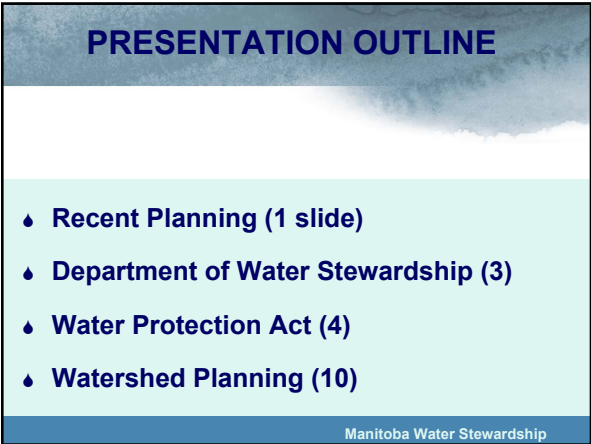 PRESENTATION OUTLINE
Recent Planning (1 slide)
Department of Water Stewardship (3)
Water Protection Act (4)
Watershed Planning (10)
Manitoba Water Stewardship